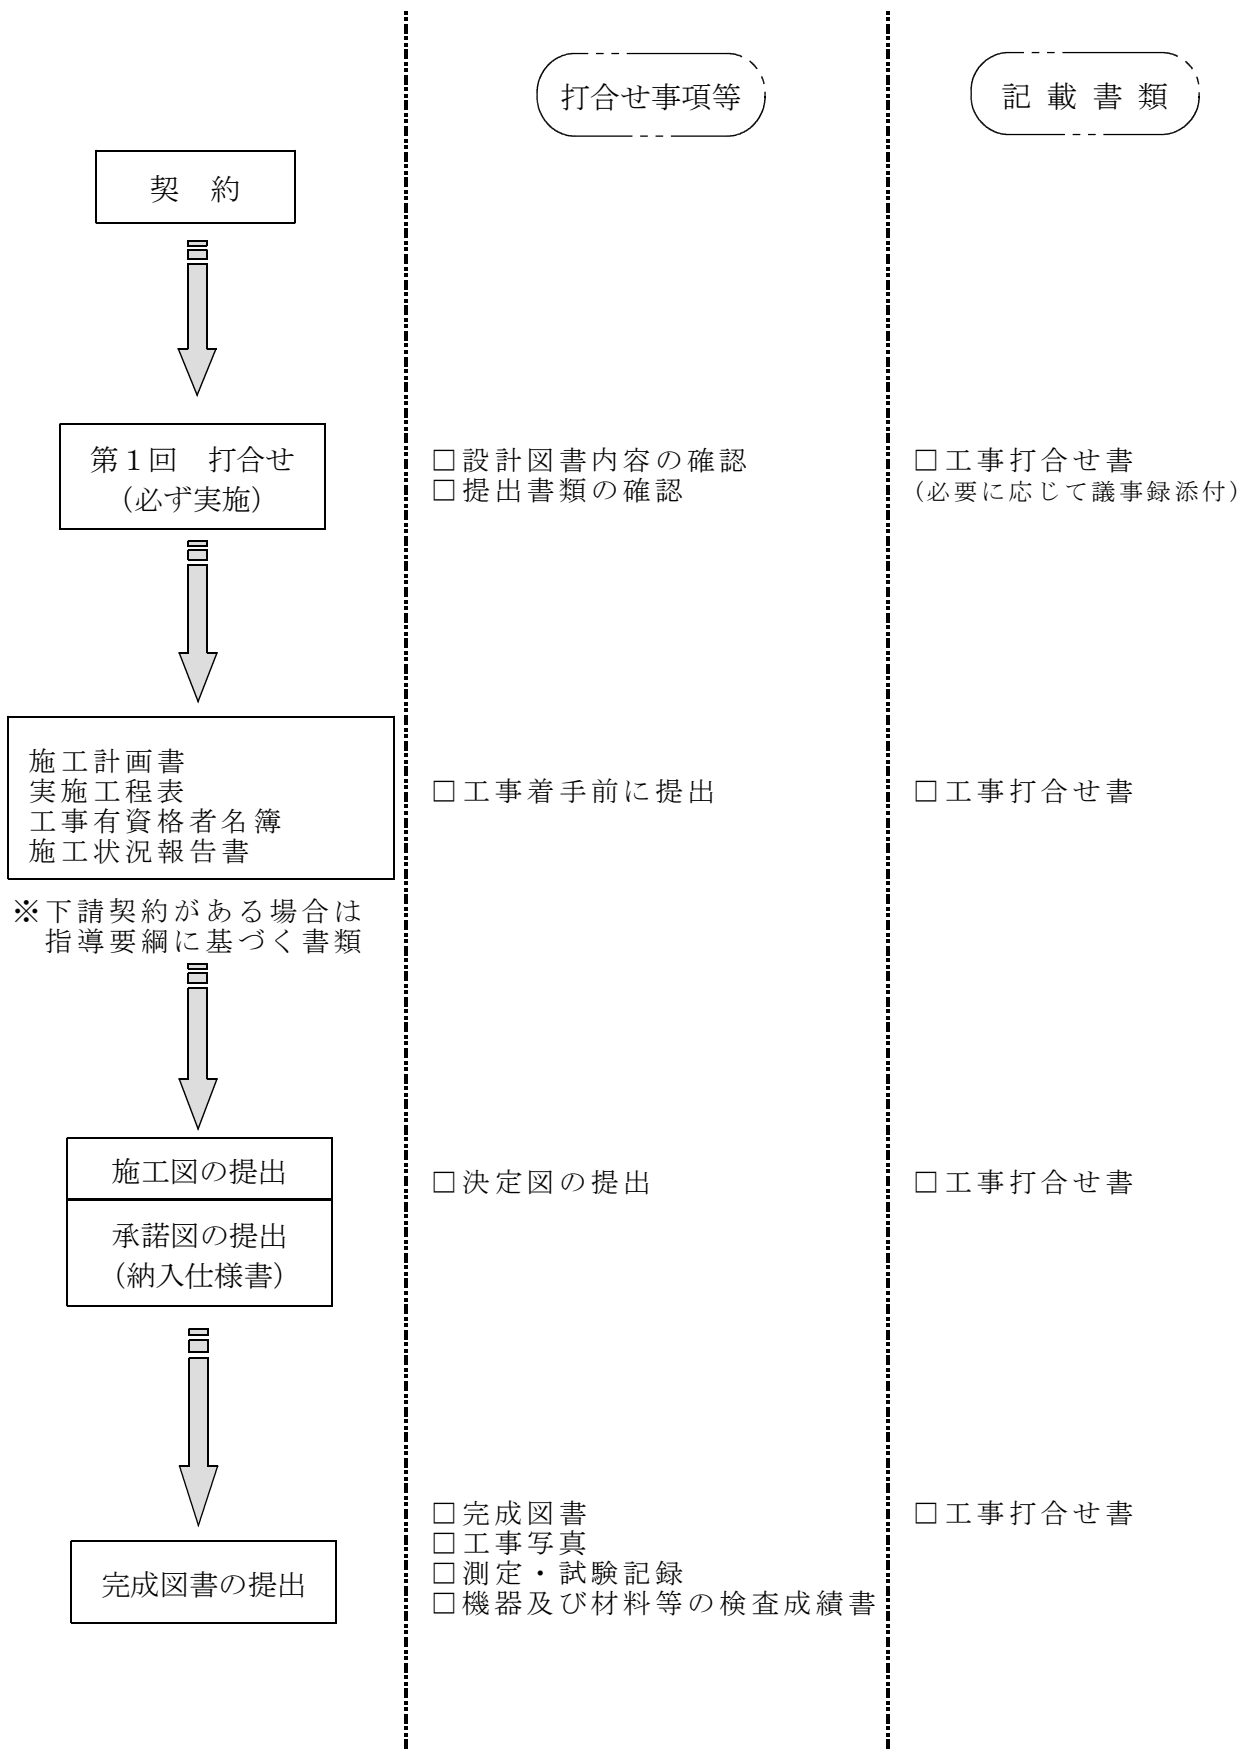 打合せ事項等
記載書類
契　約
第１回　打合せ
（必ず実施）
□設計図書内容の確認
□提出書類の確認
□工事打合せ書
（必要に応じて議事録添付）
施工計画書
実施工程表
工事有資格者名簿
施工状況報告書
□工事着手前に提出
□工事打合せ書
※下請契約がある場合は
指導要綱に基づく書類
施工図の提出
承諾図の提出
（納入仕様書）
□決定図の提出
□工事打合せ書
完成図書の提出
□完成図書
□工事写真
□測定・試験記録
□機器及び材料等の検査成績書
□工事打合せ書